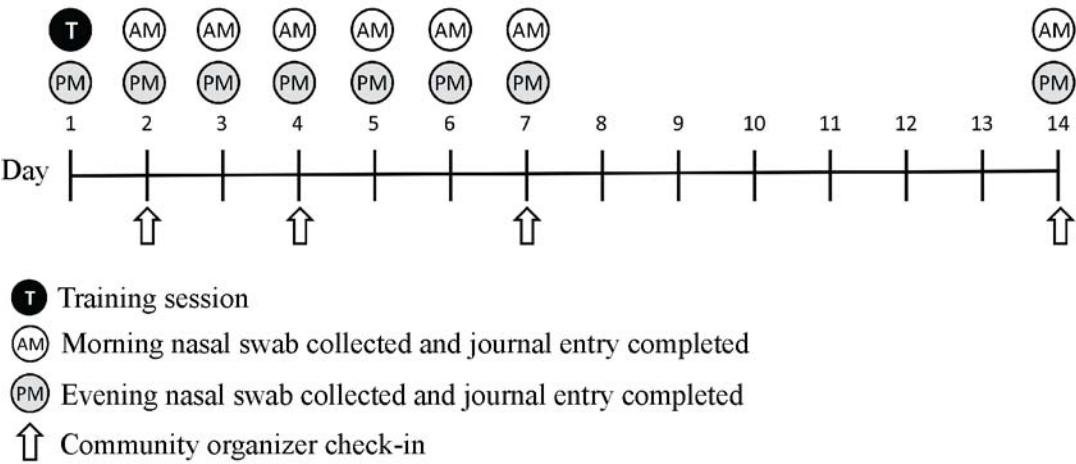 T AM AM AM AM AM AM AM
PM PM PM PM PM PM PM PM
1 2 3 4 5 6 7 8 9 10 11 12 13 14
Day
T Training session
AM Morning nasal swab collected and journal entry completed
PM Evening nasal swab collected and journal entry completed
Community organizer check-in